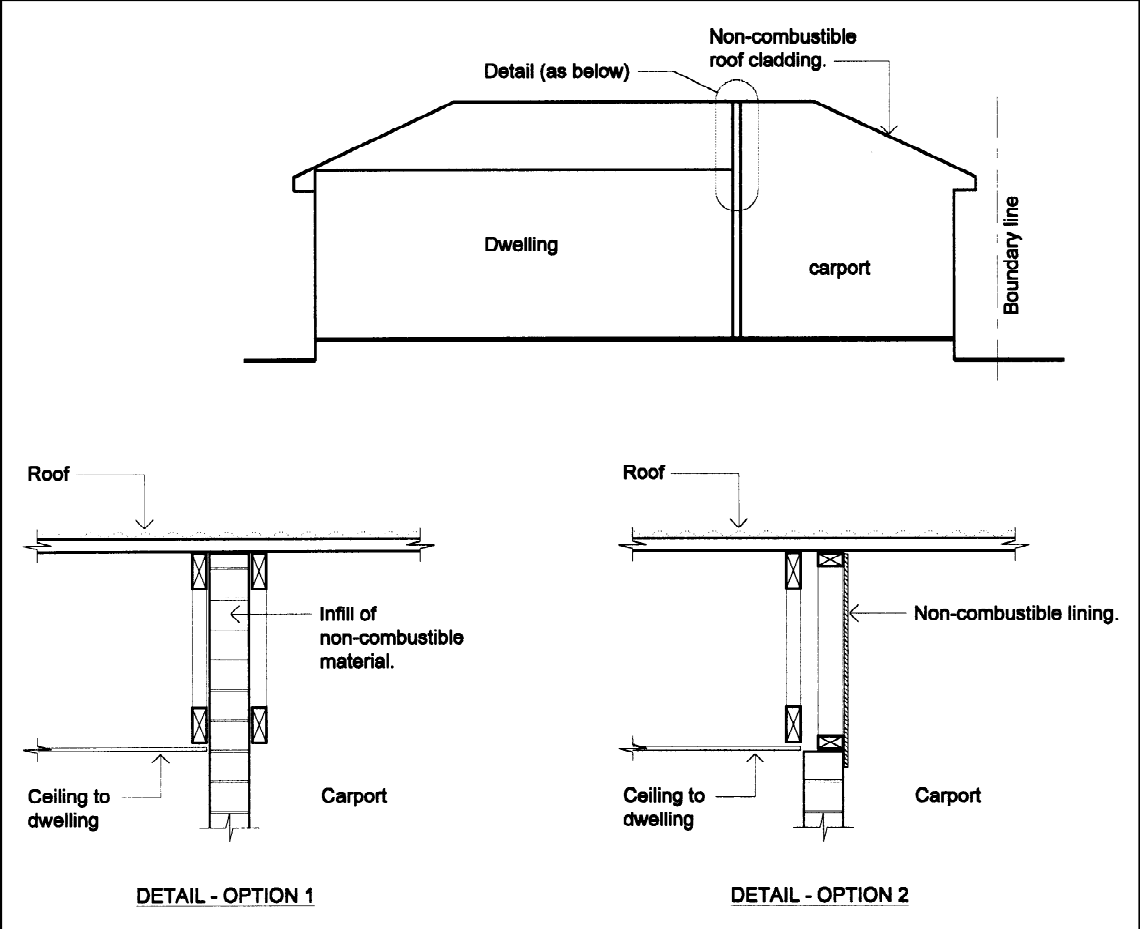 Non-combustible
roof cladding.
Detail (as below)
Dwelling
carport
Boundary line
Roof
Infill of
non-combustible
material.
Ceiling to
dwelling
Carport
DETAIL - OPTION 1
Roof
Non-combustible lining.
Ceiling to
dwelling
Carport
DETAIL - OPTION 2